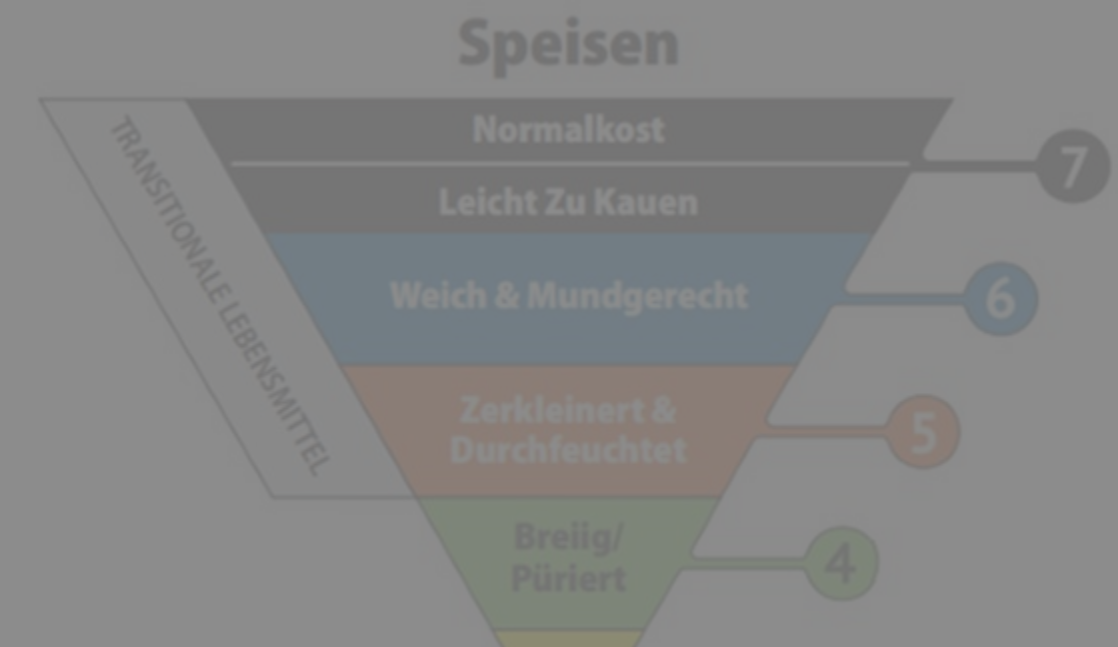 Speisen
TRANSITIONALE LEBENSMITTEL
Normalkost
7
Leicht Zu Kauen
Weich & Mundgerecht
6
Zerkleinert &
Durchfeuchtet
5
Breiig/
Püriert
4